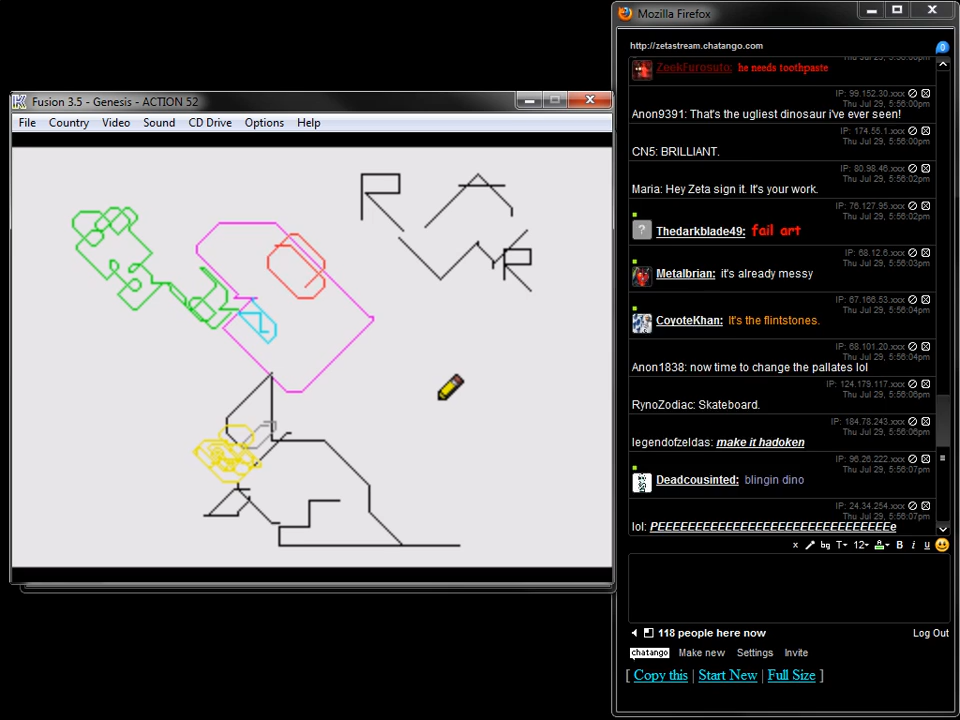 Fusion 3.5 - Genesis - ACTION 52
File Country Video Sound CD Drive Options Help
Mozilla Firefox
http://zetastream.chatango.com
0
ZeekFurosuto: he needs toothpaste
IP: 99.152.30.xxx
Thu Jul 29, 5:56:00pm
Anon9391: That's the ugliest dinosaur i've ever seen!
IP: 174.55.1.xxx
Thu Jul 29, 5:56:00pm
CN5: BRILLIANT.
IP: 80.98.46.xxx
Thu Jul 29, 5:56:02pm
Maria: Hey Zeta sign it. It's your work.
IP: 76.127.95.xxx
Thu Jul 29, 5:56:02pm
Thedarkblade49: fail art
IP: 68.12.6.xxx
Thu Jul 29, 5:56:03pm
Metalbrian: it's already messy
IP: 67.166.53.xxx
Thu Jul 29, 5:56:04pm
CoyoteKhan: It's the flintstones.
IP: 68.101.20.xxx
Thu Jul 29, 5:56:04pm
Anon1838: now time to change the pallates lol
IP: 124.179.117.xxx
Thu Jul 29, 5:56:06pm
RynoZodiac: Skateboard.
IP: 184.78.243.xxx
Thu Jul 29, 5:56:06pm
legendofzeldas: make it hadoken
IP: 96.26.222.xxx
Thu Jul 29, 5:56:07pm
Deadcousinted: blingin dino
IP: 24.34.254.xxx
Thu Jul 29, 5:56:07pm
x bg T 12 B i u
118 people here now Log Out
chatango Make new Settings Invite
[ Copy this | Start New | Full Size ]